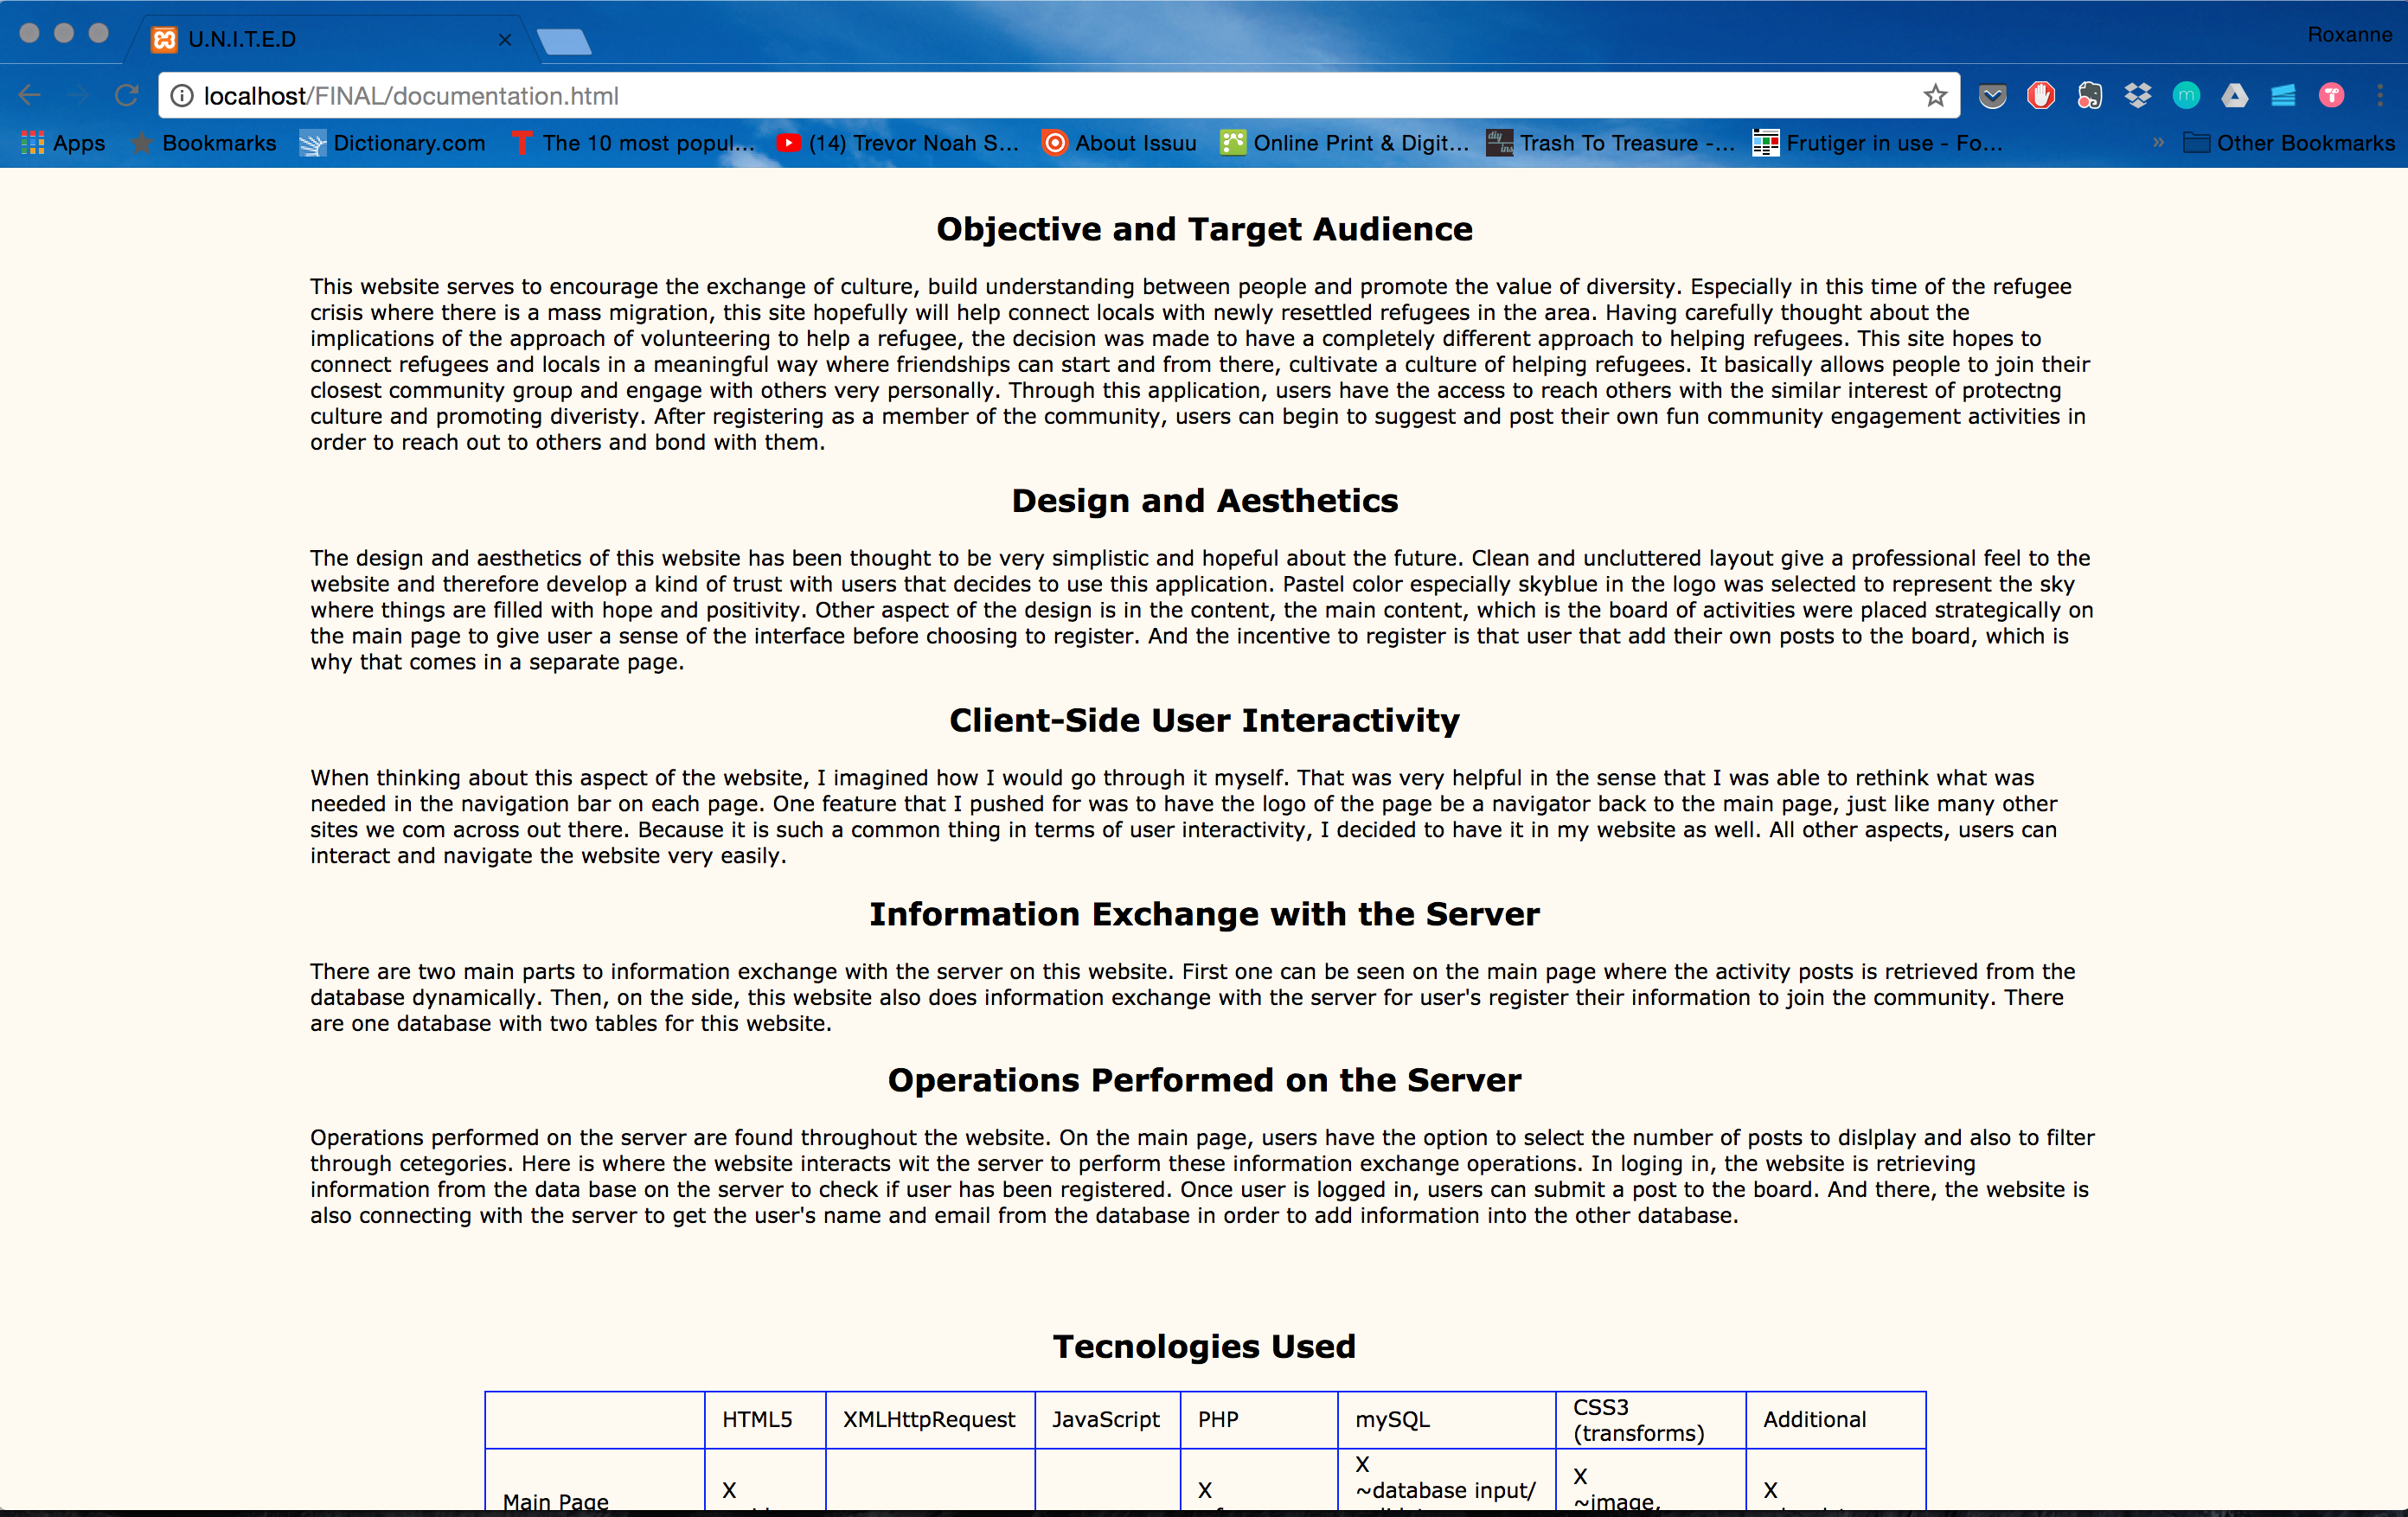 U.N.I.T.E.D
Roxanne
localhost/FINAL/documentation.html
Apps Bookmarks Dictionary.com The 10 most popul... (14) Trevor Noah S... About Issuu Online Print & Digit... Trash To Treasure -... Frutiger in use - Fo... » Other Bookmarks
Objective and Target Audience
This website serves to encourage the exchange of culture, build understanding between people and promote the value of diversity. Especially in this time of the refugee
crisis where there is a mass migration, this site hopefully will help connect locals with newly resettled refugees in the area. Having carefully thought about the
implications of the approach of volunteering to help a refugee, the decision was made to have a completely different approach to helping refugees. This site hopes to
connect refugees and locals in a meaningful way where friendships can start and from there, cultivate a culture of helping refugees. It basically allows people to join their
closest community group and engage with others very personally. Through this application, users have the access to reach others with the similar interest of protectng
culture and promoting diveristy. After registering as a member of the community, users can begin to suggest and post their own fun community engagement activities in
order to reach out to others and bond with them.
Design and Aesthetics
The design and aesthetics of this website has been thought to be very simplistic and hopeful about the future. Clean and uncluttered layout give a professional feel to the
website and therefore develop a kind of trust with users that decides to use this application. Pastel color especially skyblue in the logo was selected to represent the sky
where things are filled with hope and positivity. Other aspect of the design is in the content, the main content, which is the board of activities were placed strategically on
the main page to give user a sense of the interface before choosing to register. And the incentive to register is that user that add their own posts to the board, which is
why that comes in a separate page.
Client-Side User Interactivity
When thinking about this aspect of the website, I imagined how I would go through it myself. That was very helpful in the sense that I was able to rethink what was
needed in the navigation bar on each page. One feature that I pushed for was to have the logo of the page be a navigator back to the main page, just like many other
sites we com across out there. Because it is such a common thing in terms of user interactivity, I decided to have it in my website as well. All other aspects, users can
interact and navigate the website very easily.
Information Exchange with the Server
There are two main parts to information exchange with the server on this website. First one can be seen on the main page where the activity posts is retrieved from the
database dynamically. Then, on the side, this website also does information exchange with the server for user's register their information to join the community. There
are one database with two tables for this website.
Operations Performed on the Server
Operations performed on the server are found throughout the website. On the main page, users have the option to select the number of posts to dislplay and also to filter
through cetegories. Here is where the website interacts wit the server to perform these information exchange operations. In loging in, the website is retrieving
information from the data base on the server to check if user has been registered. Once user is logged in, users can submit a post to the board. And there, the website is
also connecting with the server to get the user's name and email from the database in order to add information into the other database.
Tecnologies Used
HTML5 XMLHttpRequest JavaScript PHP mySQL CSS3 (transforms) Additional
Main Page X X X X X
~database input/ ~image,